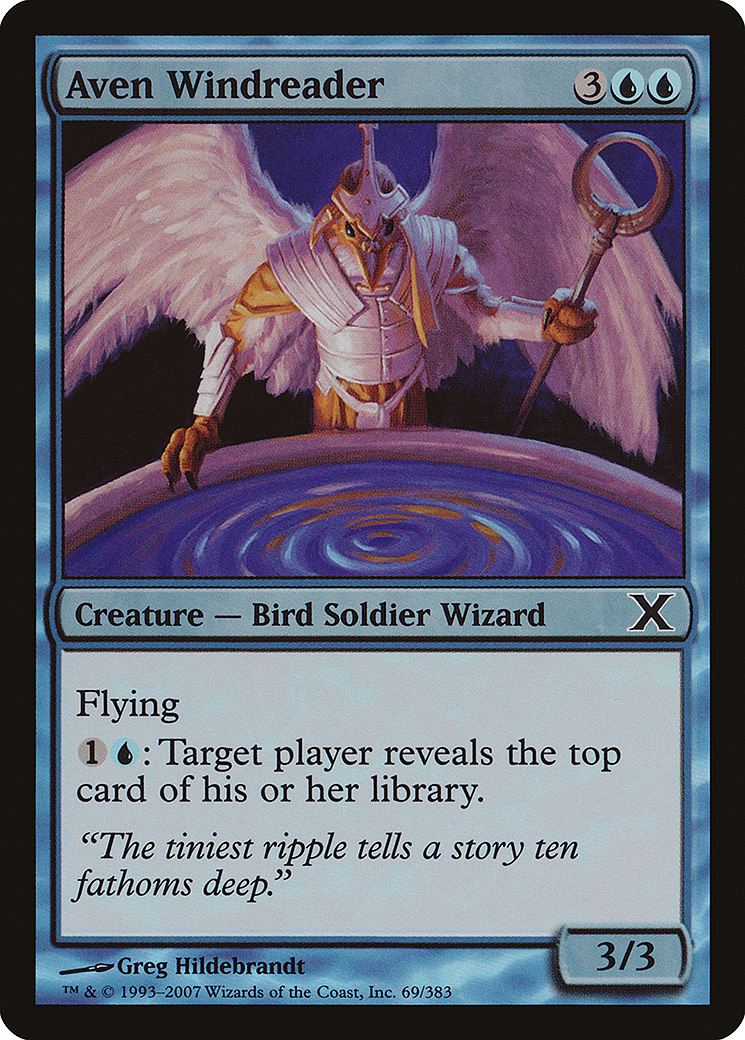 Aven Windreader 3
Creature — Bird Soldier Wizard X
Flying
1 : Target player reveals the top
card of his or her library.
“The tiniest ripple tells a story ten
fathoms deep.”
3/3
Greg Hildebrandt
™ & © 1993–2007 Wizards of the Coast, Inc. 69/383